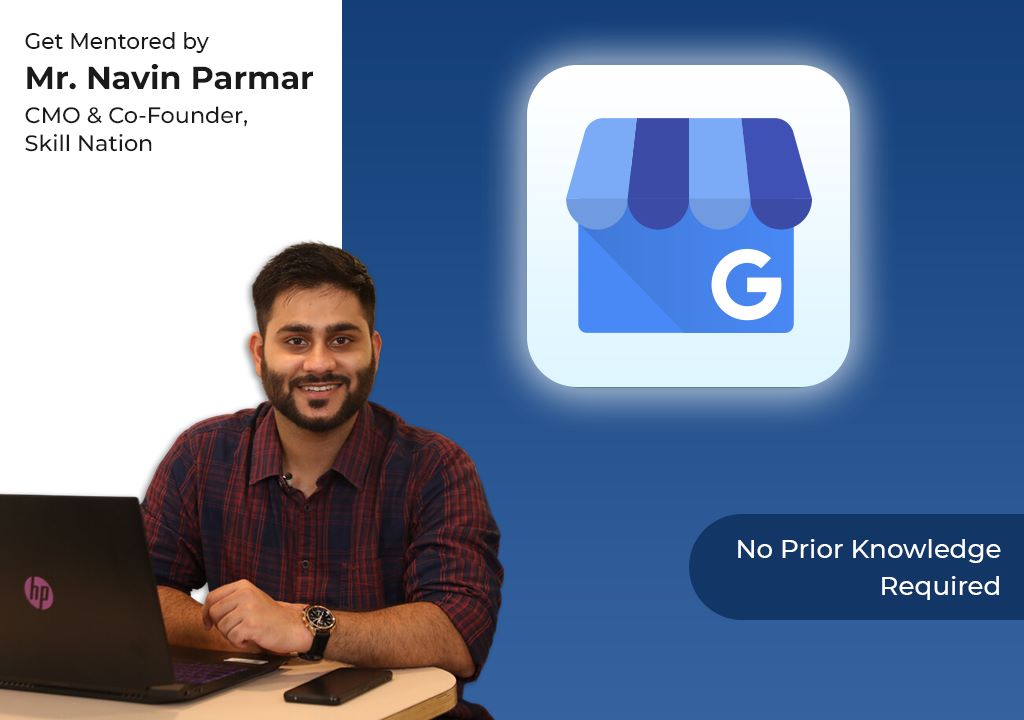 Get Mentored by
Mr. Navin Parmar
CMO & Co-Founder,
Skill Nation
G
hp
No Prior Knowledge
Required